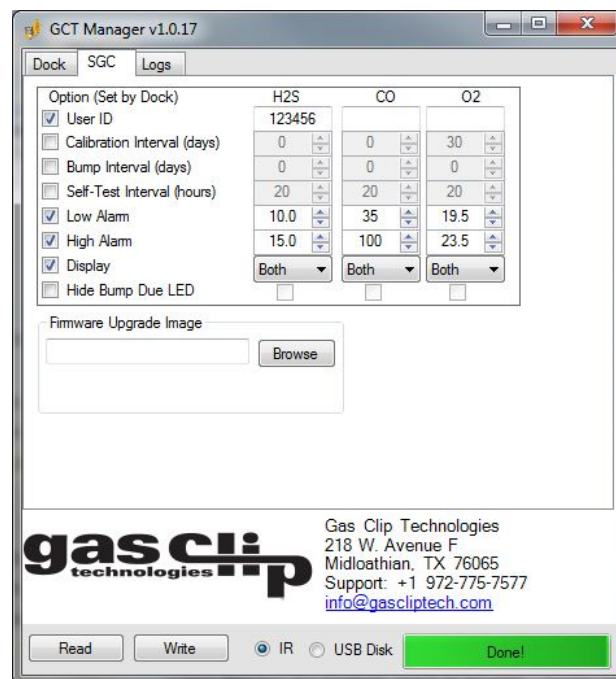 GCT Manager v1.0.17
Dock SGC Logs
Option (Set by Dock) H2S CO O2
User ID 123456
Calibration Interval (days) 0 0 30
Bump Interval (days) 0 0 0
Self-Test Interval (hours) 20 20 20
Low Alarm 10.0 35 19.5
High Alarm 15.0 100 23.5
Display Both Both Both
Hide Bump Due LED
Firmware Upgrade Image
Browse
gas clip
technologies
Gas Clip Technologies
218 W. Avenue F
Midloathian, TX 76065
Support: +1 972-775-7577
info@gascliptech.com
Read Write IR USB Disk Done!